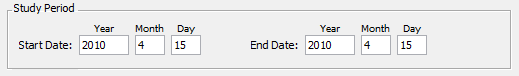 Study Period
Year Month Day Year Month Day
Start Date: 2010 4 15 End Date: 2010 4 15